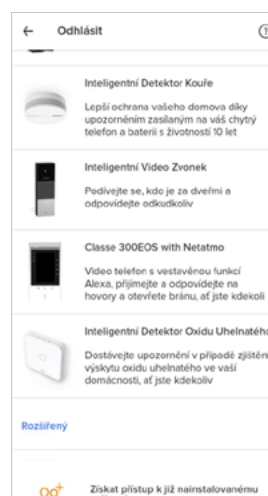 ← Odhlásit
Inteligentní Detektor Kouře
Lepší ochrana vašeho domova díky
upozorněním zasílaným na váš chytrý
telefon a baterii s životností 10 let
Inteligentní Video Zvonek
Podívejte se, kdo je za dveřmi a
odpovídejte odkudkoliv
Classe 300EOS with Netatmo
Video telefon s vestavěnou funkcí
Alexa, přijímejte a odpovídejte na
hovory a otevřete bránu, ať jste kdekoli
Inteligentní Detektor Oxidu Uhelnatého
Dostávejte upozornění v případě zjištění
výskytu oxidu uhelnatého ve vaší
domácnosti, ať jste kdekoliv
Rozšířený
Získat přístup k již nainstalovanému